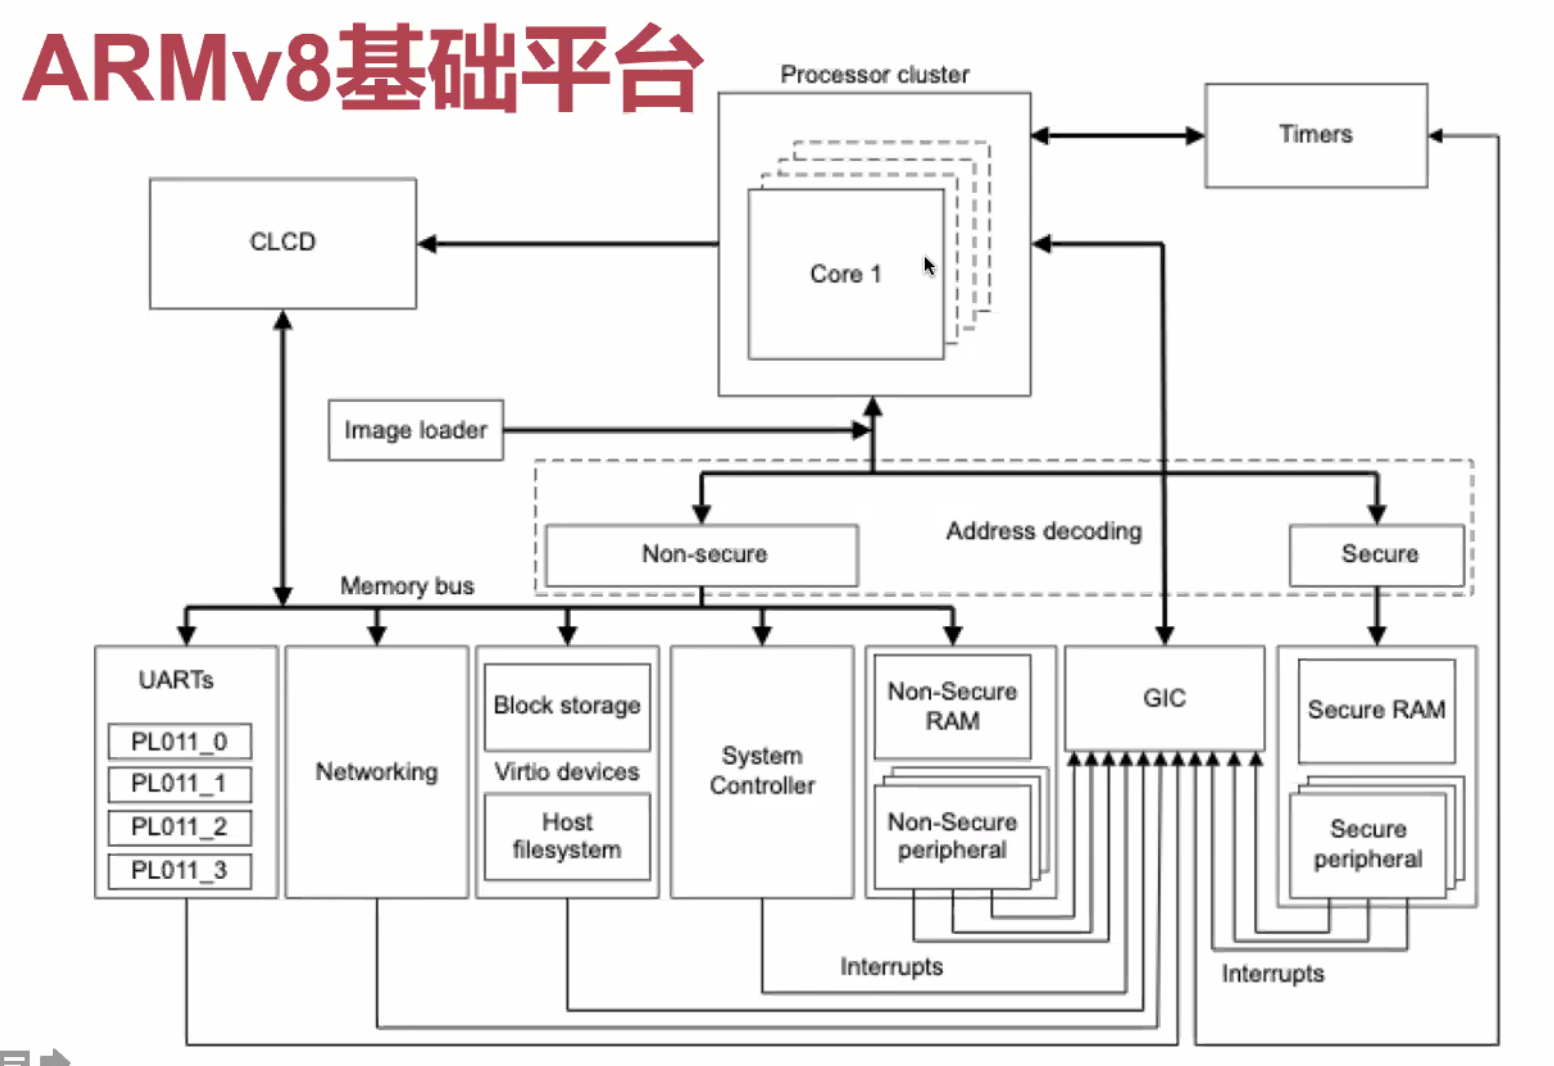 ARMv8基础平台
Processor cluster
Timers
CLCD
Core 1
Image loader
Address decoding
Non-secure
Secure
Memory bus
UARTs
PL011_0
PL011_1
PL011_2
PL011_3
Networking
Block storage
Virtio devices
Host
filesystem
System
Controller
Non-Secure
RAM
Non-Secure
peripheral
GIC
Secure RAM
Secure
peripheral
Interrupts
Interrupts